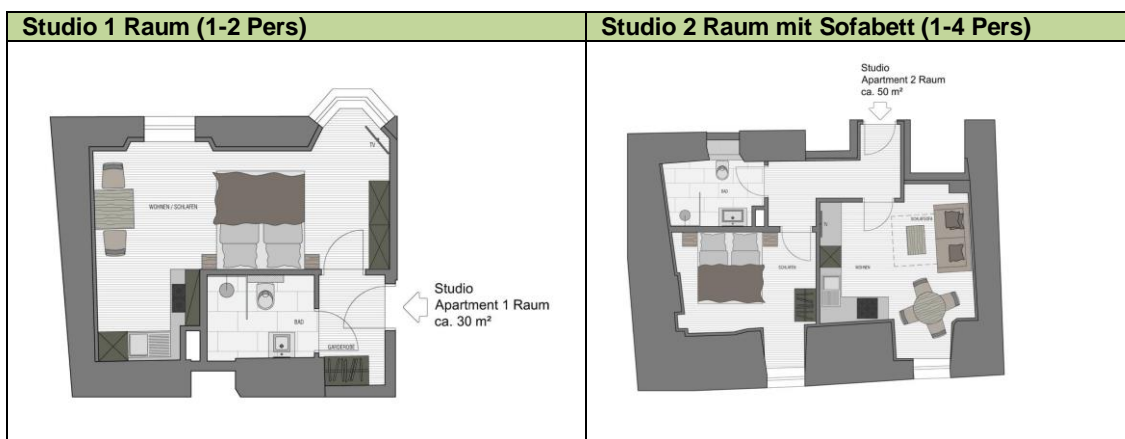 Studio 1 Raum (1-2 Pers)
TV
WOHNEN / SCHLAFEN
BAD
GARDEROBE
Studio
Apartment 1 Raum
ca. 30 m²
Studio 2 Raum mit Sofabett (1-4 Pers)
Studio
Apartment 2 Raum
ca. 50 m²
BAD
SCHLAFEN
TV
WOHNEN